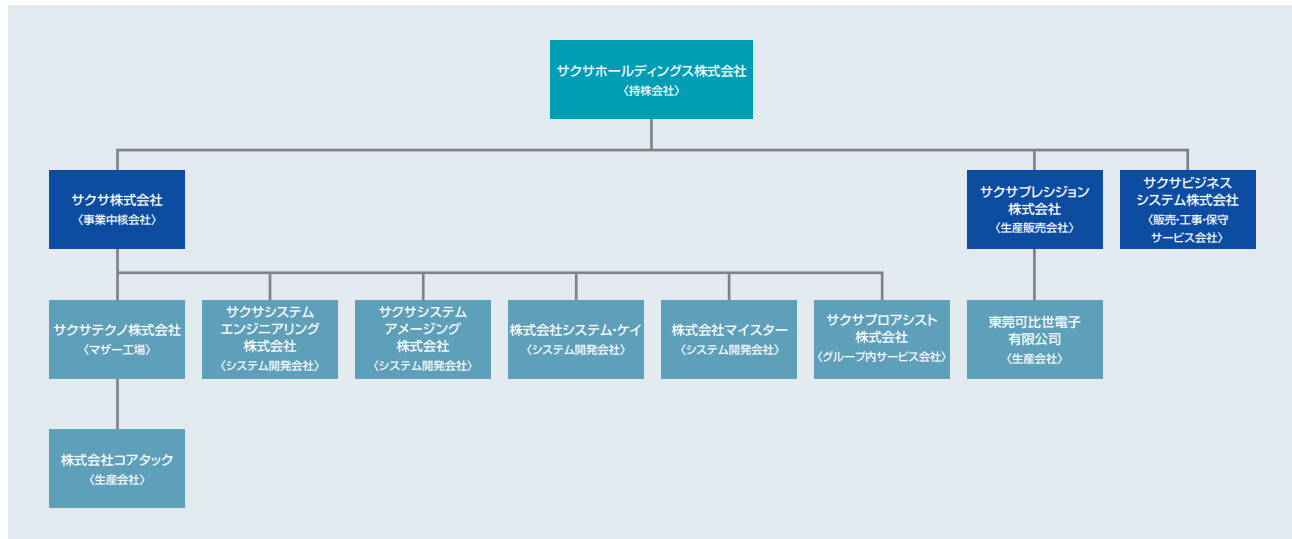 サクサホールディングス株式会社
〈持株会社〉
サクサ株式会社
〈事業中核会社〉
サクサプレシジョン
株式会社
〈生産販売会社〉
サクサビジネス
システム株式会社
〈販売・工事・保守
サービス会社〉
サクサテクノ株式会社
〈マザー工場〉
サクサシステム
エンジニアリング
株式会社
〈システム開発会社〉
サクサシステム
アメージング
株式会社
〈システム開発会社〉
株式会社システム・ケイ
〈システム開発会社〉
株式会社マイスター
〈システム開発会社〉
サクサプロアシスト
株式会社
〈グループ内サービス会社〉
東莞可比世電子
有限公司
〈生産会社〉
株式会社コアタック
〈生産会社〉